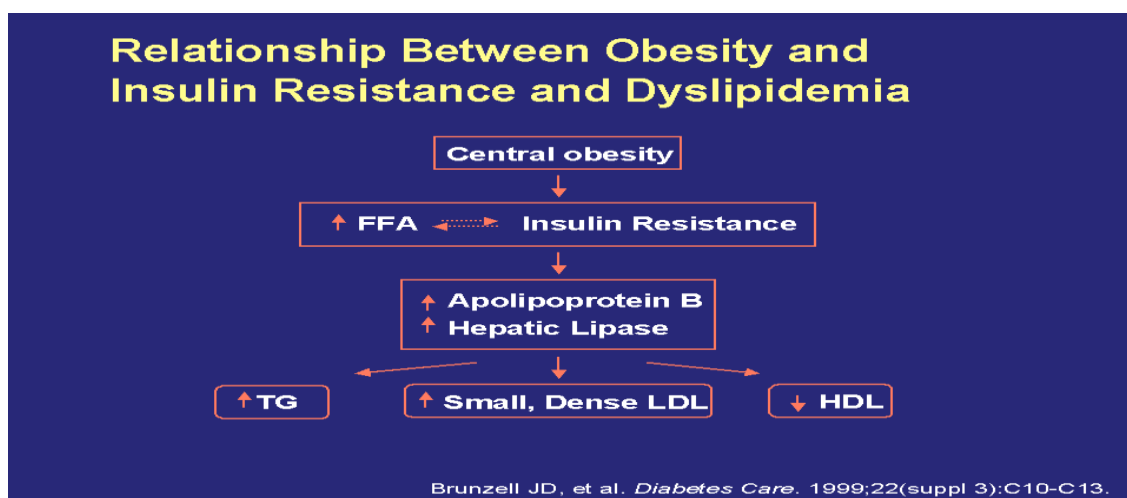 Relationship Between Obesity and
Insulin Resistance and Dyslipidemia
Central obesity
↑ FFA ⇌ Insulin Resistance
↑ Apolipoprotein B
↑ Hepatic Lipase
↑ TG
↑ Small, Dense LDL
↓ HDL
Brunzell JD, et al. Diabetes Care. 1999;22(suppl 3):C10-C13.